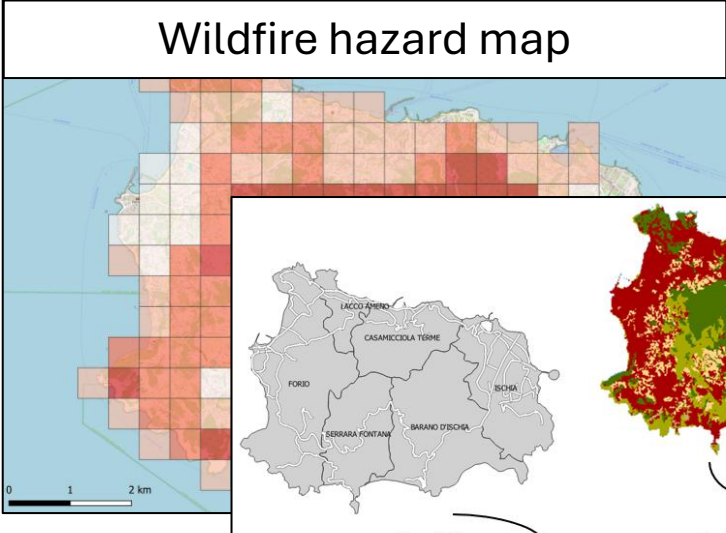 Wildfire hazard map
LACCO AMENO
CASAMICCIOLA TERME
FORIO
ISCHIA
BARANO D'ISCHIA
SERRARA FONTANA
0 1 2 km